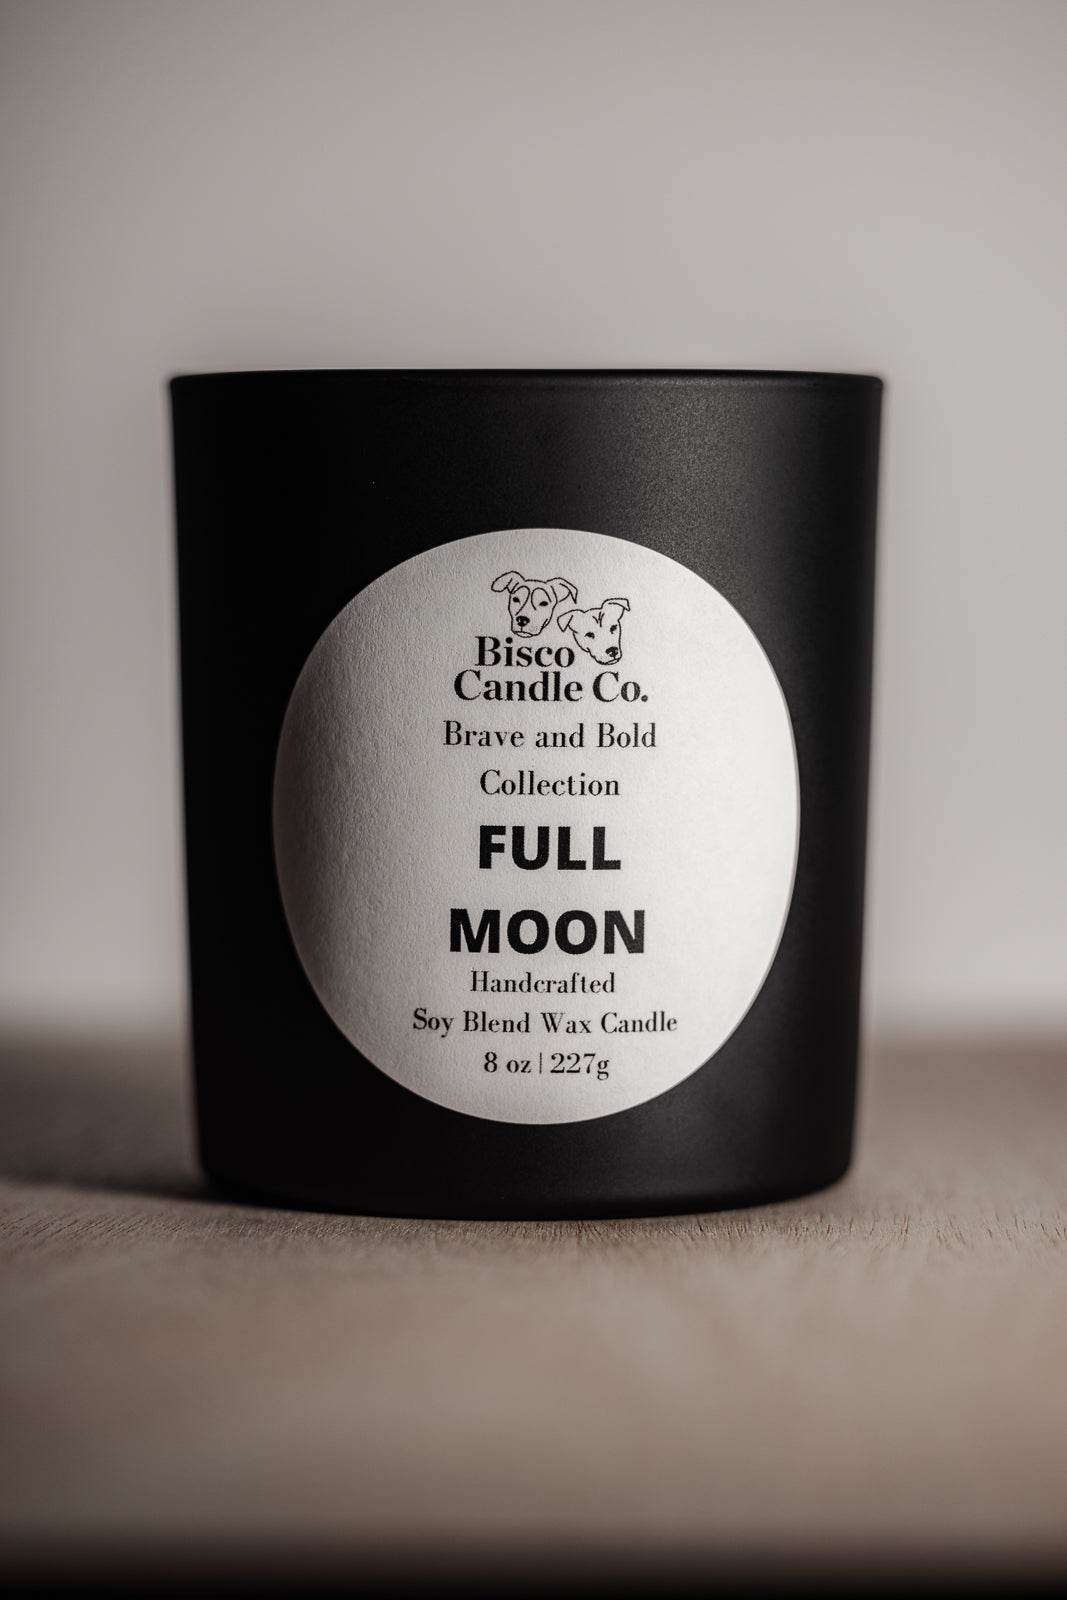 Bisco
Candle Co.
Brave and Bold
Collection
FULL
MOON
Handcrafted
Soy Blend Wax Candle
8 oz | 227g